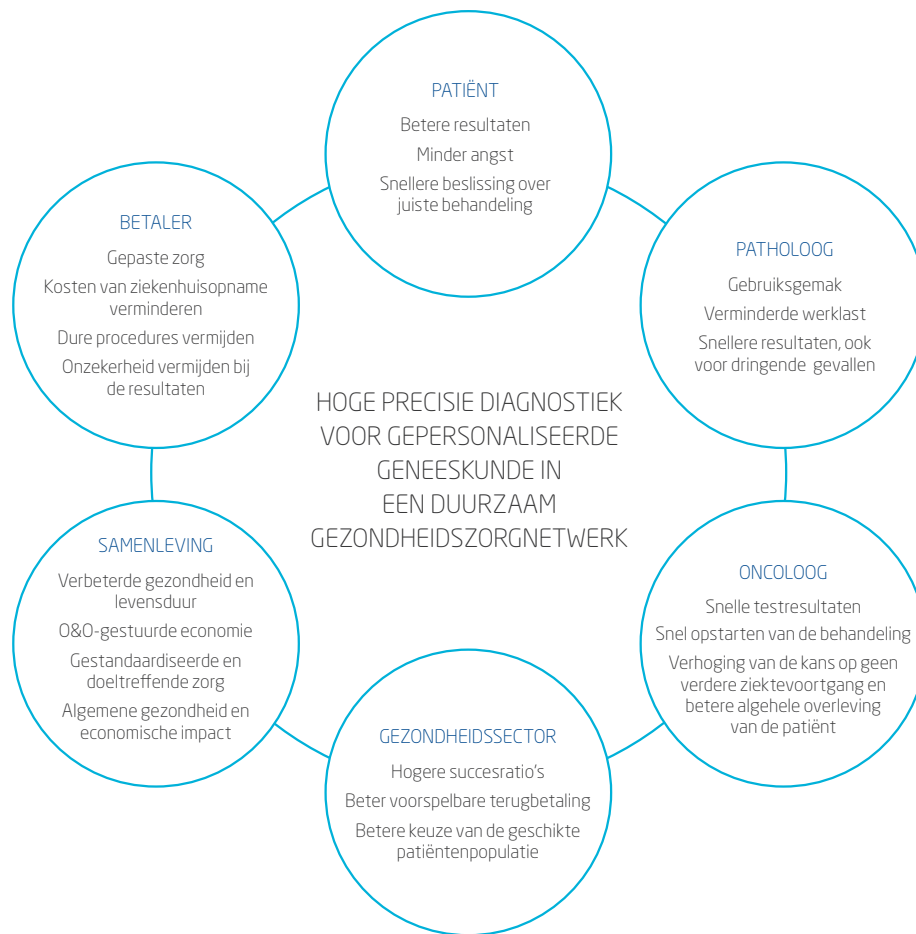 PATIËNT
Betere resultaten
Minder angst
Snellere beslissing over
juiste behandeling
BETALER
Gepaste zorg
Kosten van ziekenhuisopname
verminderen
Dure procedures vermijden
Onzekerheid vermijden bij
de resultaten
PATHOLOOG
Gebruiksgemak
Verminderde werklast
Snellere resultaten, ook
voor dringende gevallen
HOGE PRECISIE DIAGNOSTIEK
VOOR GEPERSONALISEERDE
GENEESKUNDE IN
EEN DUURZAAM
GEZONDHEIDSZORGNETWERK
SAMENLEVING
Verbeterde gezondheid en
levensduur
O&O-gestuurde economie
Gestandaardiseerde en
doeltreffende zorg
Algemene gezondheid en
economische impact
ONCOLOOG
Snelle testresultaten
Snel opstarten van de behandeling
Verhoging van de kans op geen
verdere ziektevoortgang en
betere algehele overleving
van de patiënt
GEZONDHEIDSSECTOR
Hogere succesratio's
Beter voorspelbare terugbetaling
Betere keuze van de geschikte
patiëntenpopulatie